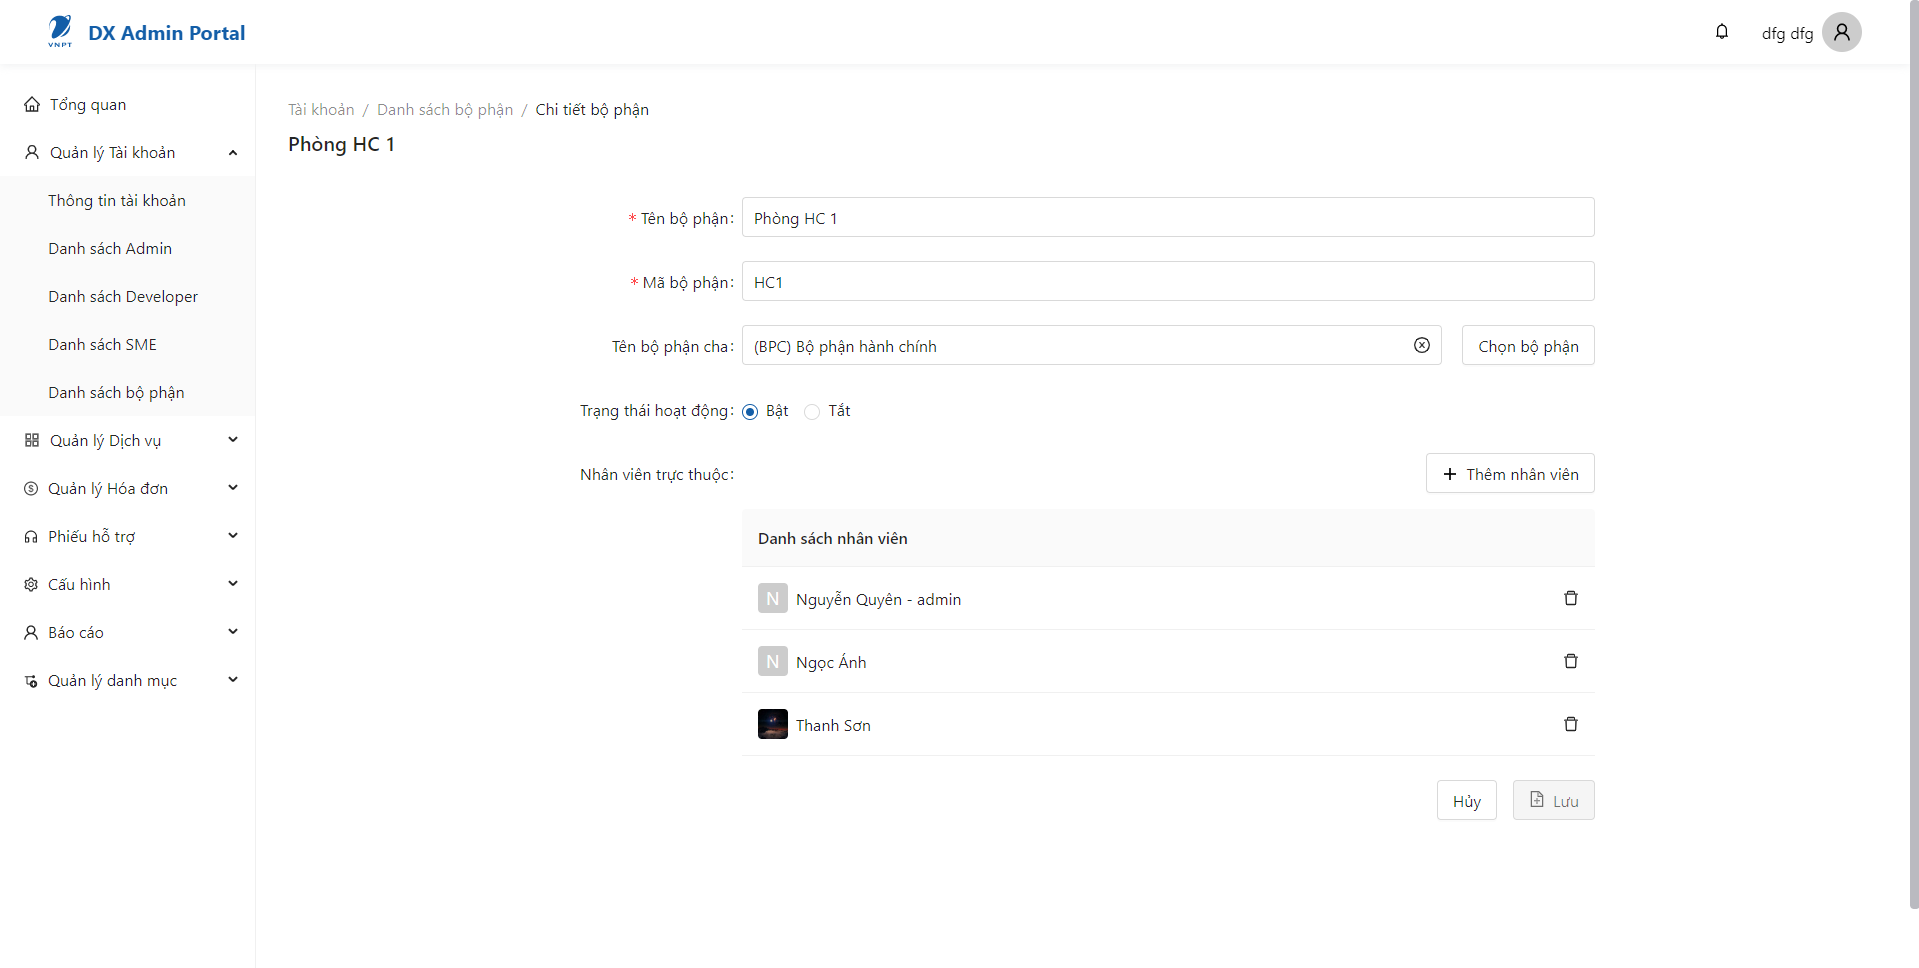 VNPT
DX Admin Portal
dfg dfg
Tổng quan
Quản lý Tài khoản
Thông tin tài khoản
Danh sách Admin
Danh sách Developer
Danh sách SME
Danh sách bộ phận
Quản lý Dịch vụ
Quản lý Hóa đơn
Phiếu hỗ trợ
Cấu hình
Báo cáo
Quản lý danh mục
Tài khoản / Danh sách bộ phận / Chi tiết bộ phận
Phòng HC 1
* Tên bộ phận: Phòng HC 1
* Mã bộ phận: HC1
Tên bộ phận cha: (BPC) Bộ phận hành chính Chọn bộ phận
Trạng thái hoạt động: Bật Tắt
Nhân viên trực thuộc: + Thêm nhân viên
Danh sách nhân viên
N Nguyễn Quyên - admin
N Ngọc Ánh
Thanh Sơn
Hủy Lưu